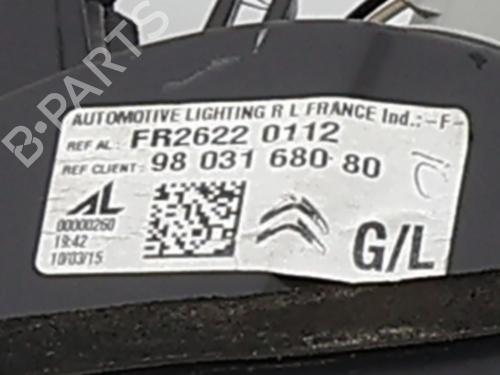 AUTOMOTIVE LIGHTING R L FRANCE Ind.: -F-
REF AL.: FR2622 0112
REF CLIENT: 98 031 680 80
AL
00000260
19:42
10/03/15
G/L
B-PARTS